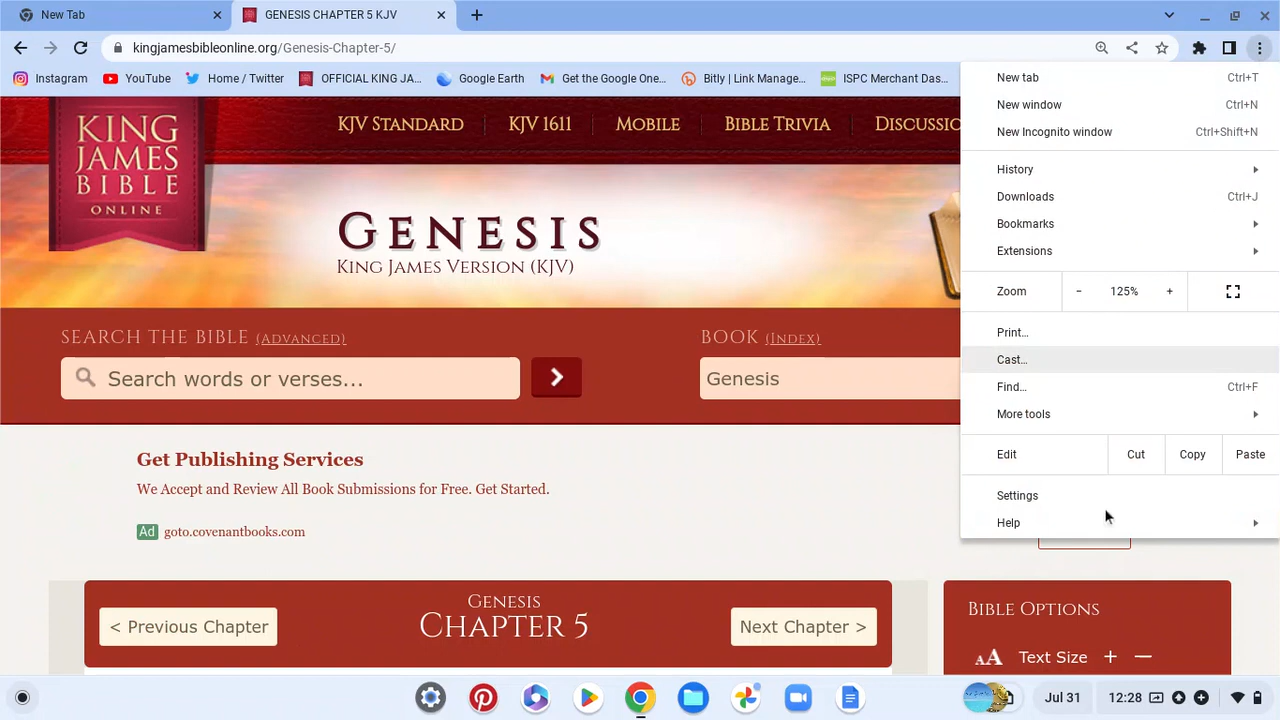 New Tab
GENESIS CHAPTER 5 KJV
kingjamesbibleonline.org/Genesis-Chapter-5/
Instagram
YouTube
Home / Twitter
OFFICIAL KING JA...
Google Earth
Get the Google One...
Bitly | Link Manage...
ISPC Merchant Das...
KING
JAMES
BIBLE
ONLINE
KJV STANDARD
KJV 1611
MOBILE
BIBLE TRIVIA
DISCUSSIO
GENESIS
KING JAMES VERSION (KJV)
SEARCH THE BIBLE (ADVANCED)
BOOK (INDEX)
Search words or verses...
Genesis
Get Publishing Services
We Accept and Review All Book Submissions for Free. Get Started.
Ad goto.covenantbooks.com
New tab Ctrl+T
New window Ctrl+N
New Incognito window Ctrl+Shift+N
History
Downloads Ctrl+J
Bookmarks
Extensions
Zoom - 125% +
Print...
Cast...
Find... Ctrl+F
More tools
Edit Cut Copy Paste
Settings
Help
< Previous Chapter
GENESIS
CHAPTER 5
Next Chapter >
BIBLE OPTIONS
AA Text Size + —
Jul 31
12:28